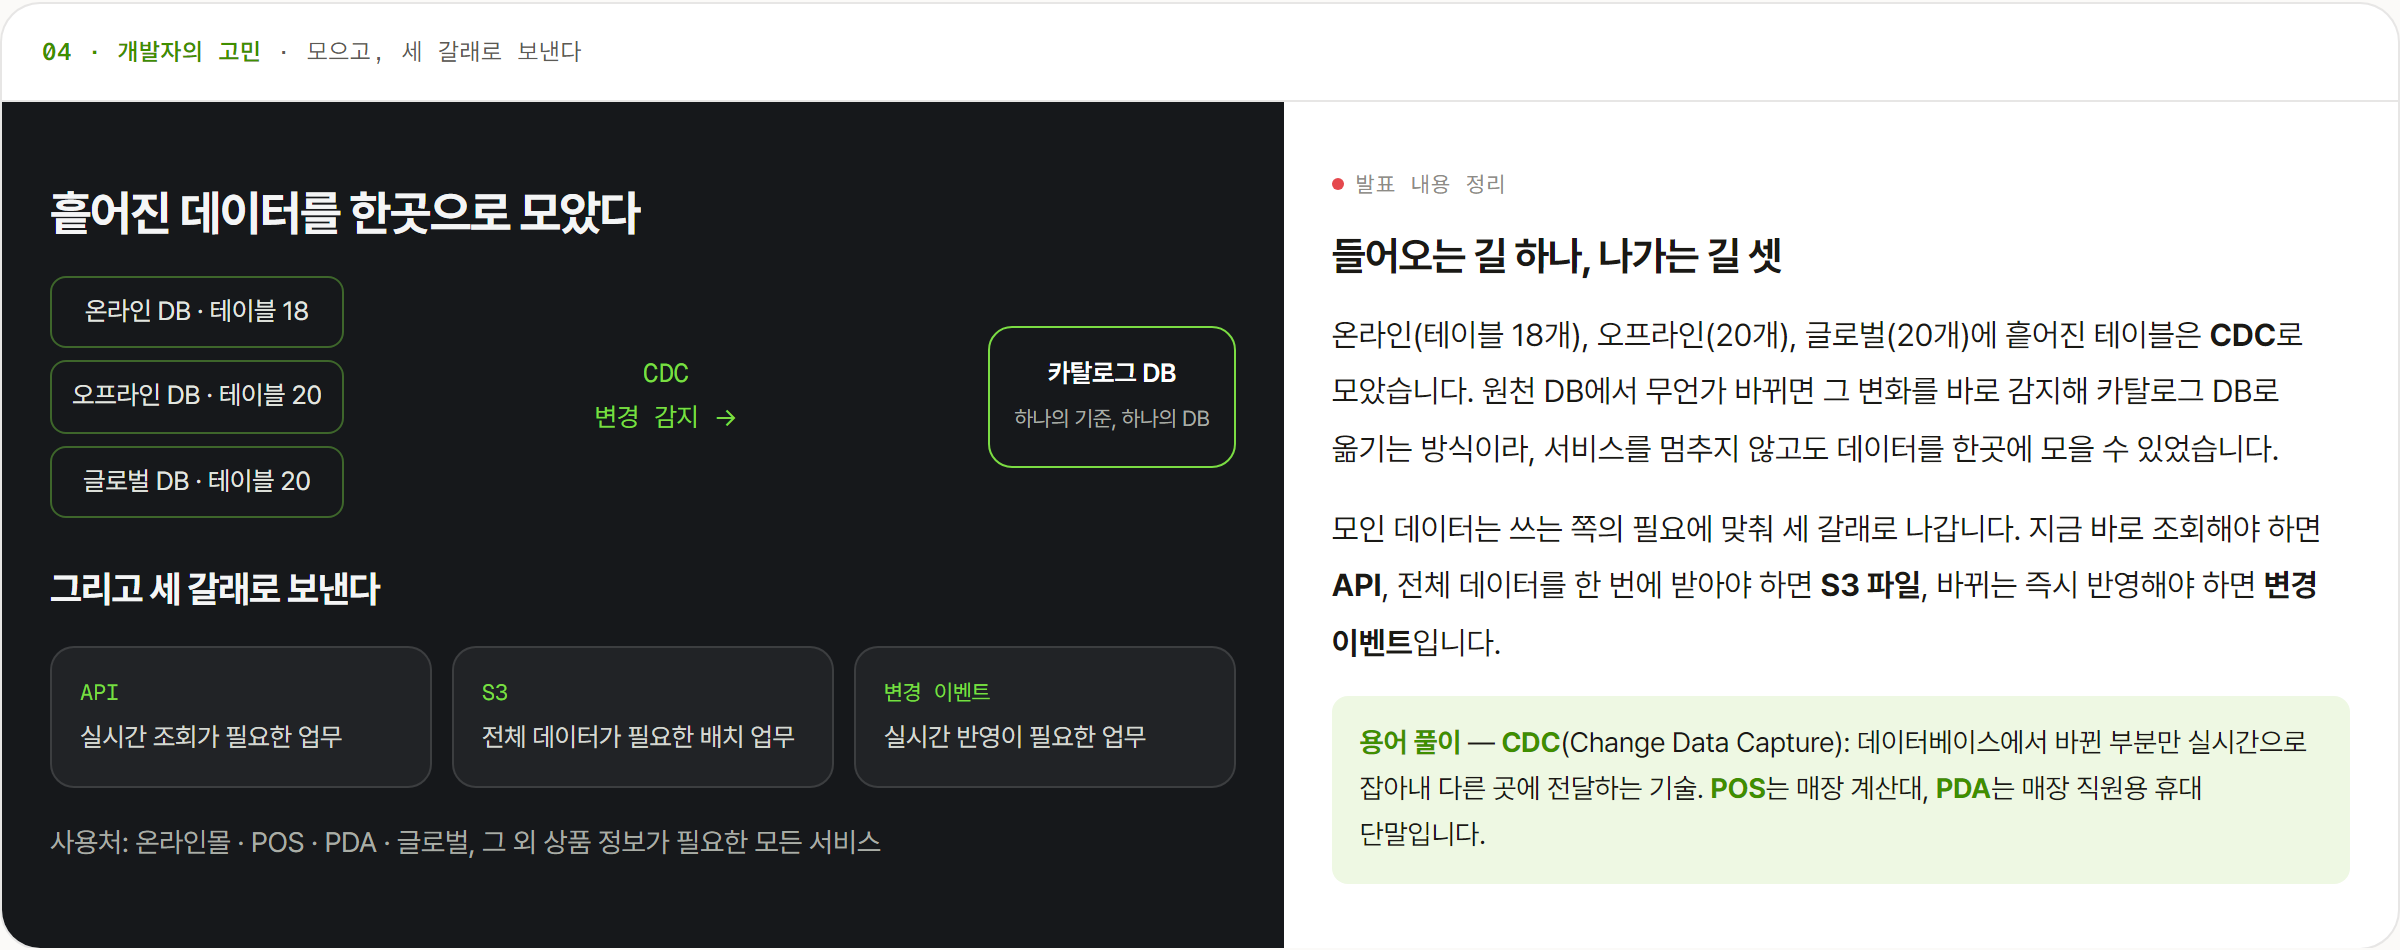 04 · 개발자의 고민 · 모으고, 세 갈래로 보낸다
흩어진 데이터를 한곳으로 모았다
온라인 DB · 테이블 18
오프라인 DB · 테이블 20
글로벌 DB · 테이블 20
CDC
변경 감지 →
카탈로그 DB
하나의 기준, 하나의 DB
그리고 세 갈래로 보낸다
API
실시간 조회가 필요한 업무
S3
전체 데이터가 필요한 배치 업무
변경 이벤트
실시간 반영이 필요한 업무
사용처: 온라인몰 · POS · PDA · 글로벌, 그 외 상품 정보가 필요한 모든 서비스
발표 내용 정리
들어오는 길 하나, 나가는 길 셋
온라인(테이블 18개), 오프라인(20개), 글로벌(20개)에 흩어진 테이블은 CDC로
모았습니다. 원천 DB에서 무언가 바뀌면 그 변화를 바로 감지해 카탈로그 DB로
옮기는 방식이라, 서비스를 멈추지 않고도 데이터를 한곳에 모을 수 있었습니다.
모인 데이터는 쓰는 쪽의 필요에 맞춰 세 갈래로 나갑니다. 지금 바로 조회해야 하면
API, 전체 데이터를 한 번에 받아야 하면 S3 파일, 바뀌는 즉시 반영해야 하면 변경
이벤트입니다.
용어 풀이 — CDC(Change Data Capture): 데이터베이스에서 바뀐 부분만 실시간으로
잡아내 다른 곳에 전달하는 기술. POS는 매장 계산대, PDA는 매장 직원용 휴대
단말입니다.